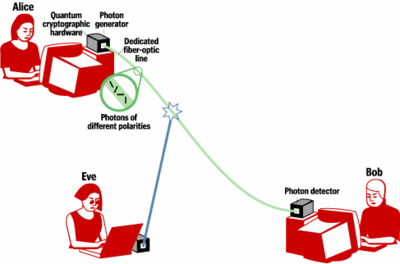 Alice
Quantum
cryptographic
hardware
Photon
generator
Dedicated
fiber-optic
line
Photons of
different polarities
Eve
Photon detector
Bob